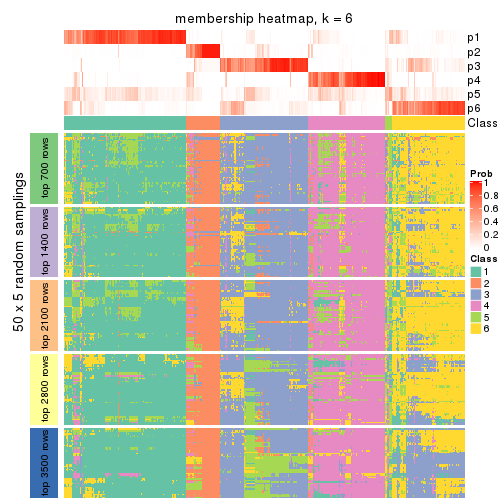 membership heatmap, k = 6
p1
p2
p3
p4
p5
p6
Class
50 x 5 random samplings
top 700 rows
top 1400 rows
top 2100 rows
top 2800 rows
top 3500 rows
Prob
1
0.8
0.6
0.4
0.2
0
Class
1
2
3
4
5
6